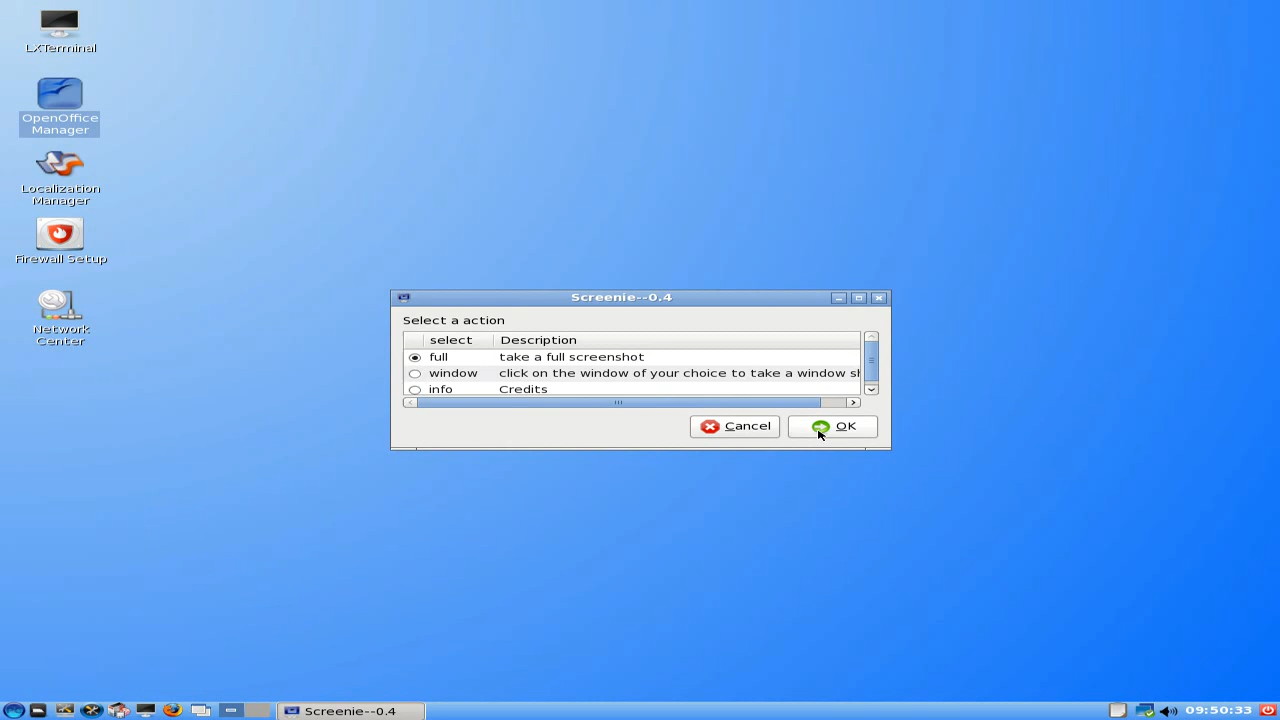 LXTerminal
OpenOffice
Manager
Localization
Manager
Firewall Setup
Network
Center
Screenie--0.4
Select a action
select Description
full take a full screenshot
window click on the window of your choice to take a window sh
info Credits
Cancel OK
Screenie--0.4 09:50:33